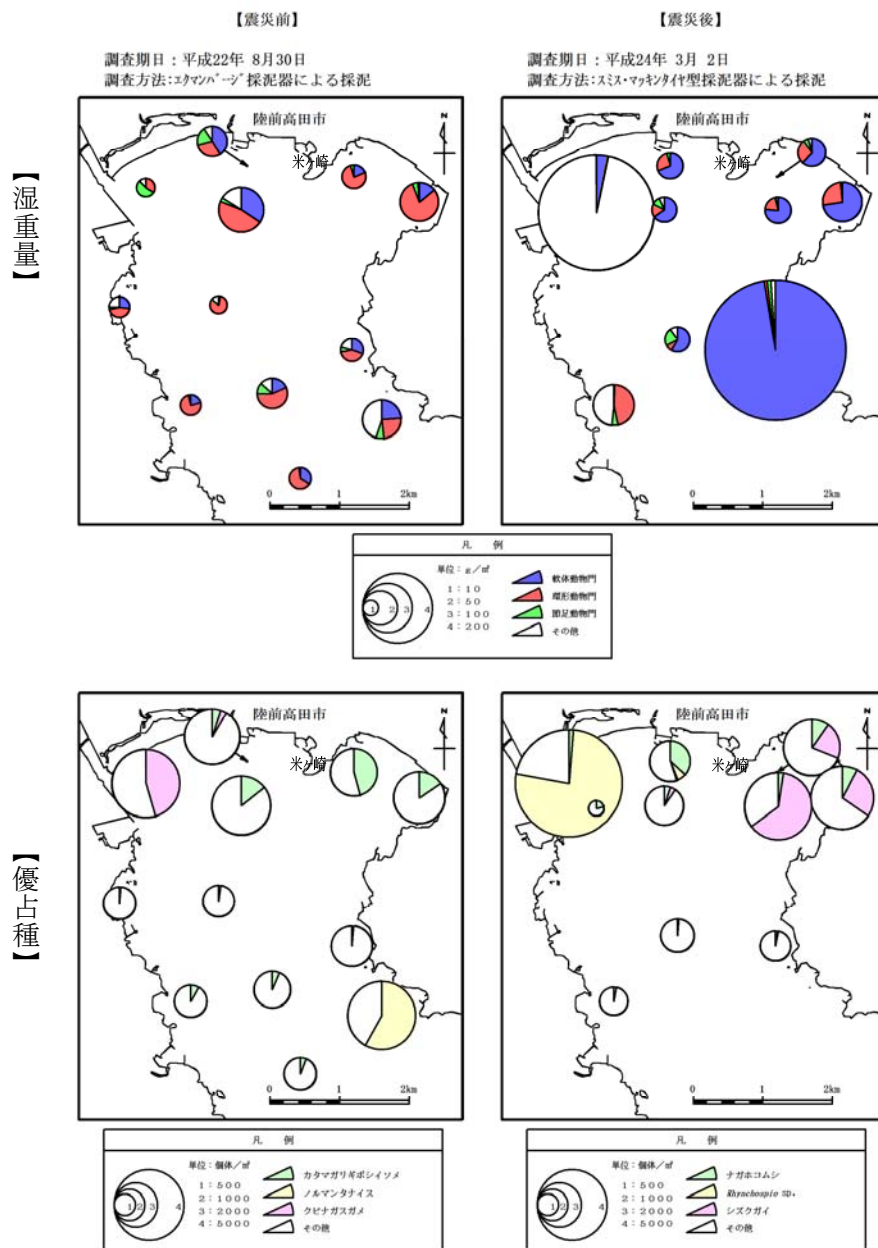 【震災前】
調査期日：平成22年 8月30日
調査方法:エクマンバージ採泥器による採泥
【震災後】
調査期日：平成24年 3月 2日
調査方法:スミス・マッキンタイヤ型採泥器による採泥
【湿重量】
陸前高田市
米ヶ崎
N
0 1 2km
陸前高田市
米ヶ崎
N
0 1 2km
凡 例
単位：g／㎡
1：10
2：50
3：100
4：200
1 2 3 4
軟体動物門
環形動物門
節足動物門
その他
【優占種】
陸前高田市
米ヶ崎
N
0 1 2km
陸前高田市
米ヶ崎
N
0 1 2km
凡 例
単位：個体／㎡
1：500
2：1000
3：2000
4：5000
1 2 3 4
カタマガリギボシイソメ
ノルマンタナイス
クビナガスガメ
その他
凡 例
単位：個体／㎡
1：500
2：1000
3：2000
4：5000
1 2 3 4
ナガホコムシ
Rhynchospio sp.
シズクガイ
その他